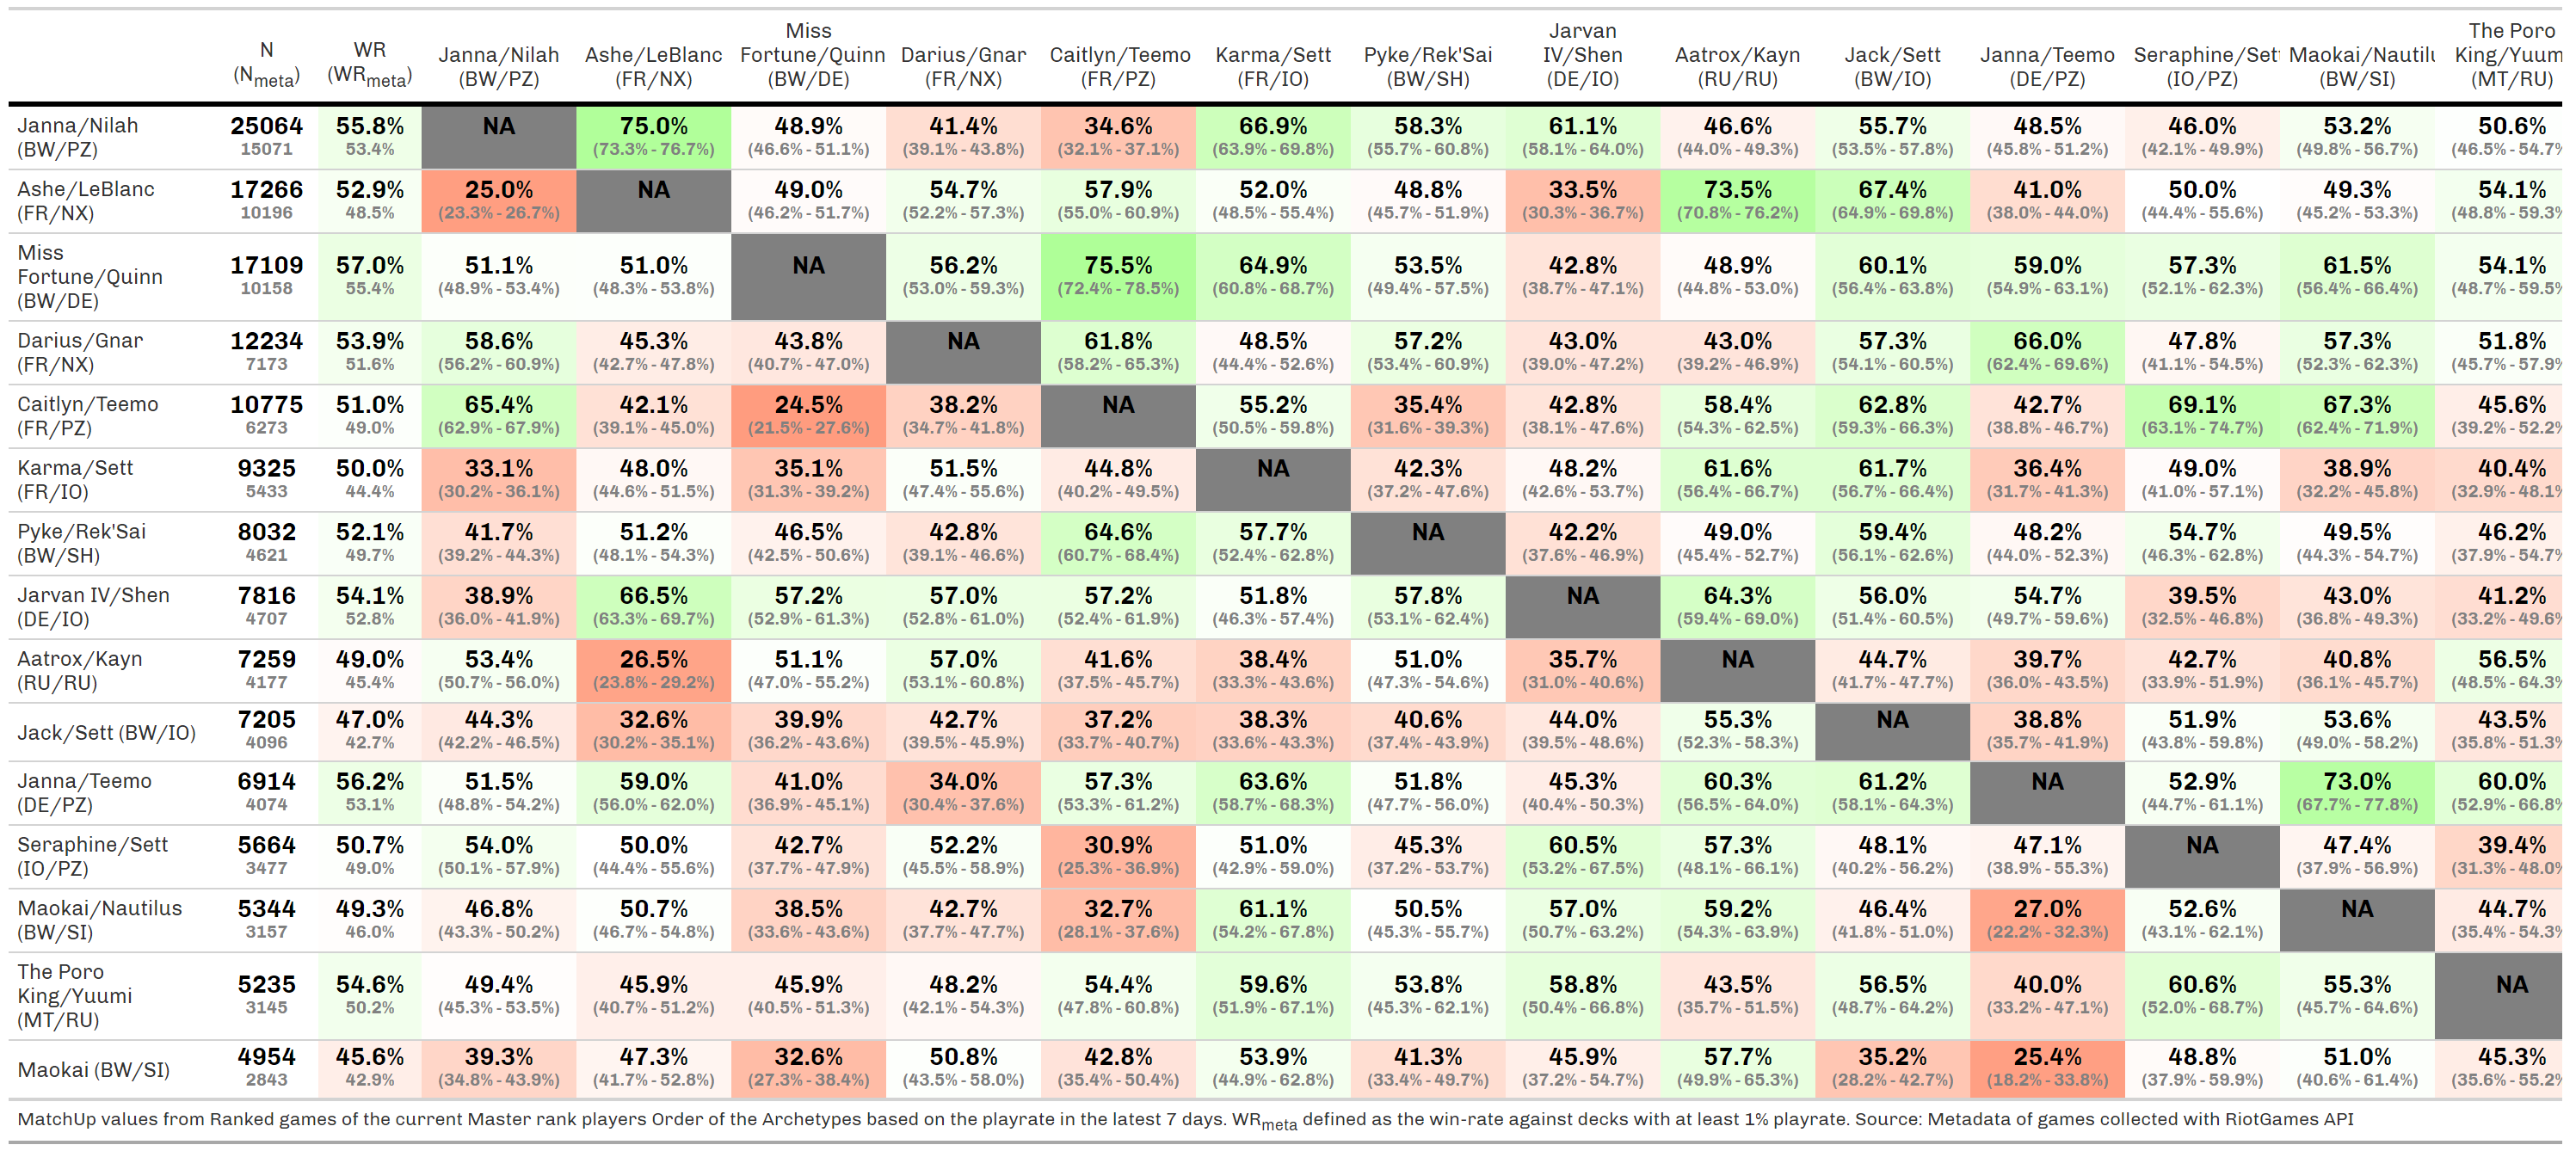 N (Nmeta) WR (WRmeta) Janna/Nilah (BW/PZ) Ashe/LeBlanc (FR/NX) Miss Fortune/Quinn (BW/DE) Darius/Gnar (FR/NX) Caitlyn/Teemo (FR/PZ) Karma/Sett (FR/IO) Pyke/Rek'Sai (BW/SH) Jarvan IV/Shen (DE/IO) Aatrox/Kayn (RU/RU) Jack/Sett (BW/IO) Janna/Teemo (DE/PZ) Seraphine/Set (IO/PZ) Maokai/Nautilu (BW/SI) The Poro King/Yuum (MT/RU)
Janna/Nilah 25064 55.8% NA 75.0% 48.9% 41.4% 34.6% 66.9% 58.3% 61.1% 46.6% 55.7% 48.5% 46.0% 53.2% 50.6%
(BW/PZ) 15071 53.4% (73.3% - 76.7%) (46.6% - 51.1%) (39.1% - 43.8%) (32.1% - 37.1%) (63.9% - 69.8%) (55.7% - 60.8%) (58.1% - 64.0%) (44.0% - 49.3%) (53.5% - 57.8%) (45.8% - 51.2%) (42.1% - 49.9%) (49.8% - 56.7%) (46.5% - 54.7%
Ashe/LeBlanc 17266 52.9% 25.0% NA 49.0% 54.7% 57.9% 52.0% 48.8% 33.5% 73.5% 67.4% 41.0% 50.0% 49.3% 54.1%
(FR/NX) 10196 48.5% (23.3% - 26.7%) (46.2% - 51.7%) (52.2% - 57.3%) (55.0% - 60.9%) (48.5% - 55.4%) (45.7% - 51.9%) (30.3% - 36.7%) (70.8% - 76.2%) (64.9% - 69.8%) (38.0% - 44.0%) (44.4% - 55.6%) (45.2% - 53.3%) (48.8% - 59.3%
Miss
Fortune/Quinn 17109 57.0% 51.1% 51.0% NA 56.2% 75.5% 64.9% 53.5% 42.8% 48.9% 60.1% 59.0% 57.3% 61.5% 54.1%
(BW/DE) 10158 55.4% (48.9% - 53.4%) (48.3% - 53.8%) (53.0% - 59.3%) (72.4% - 78.5%) (60.8% - 68.7%) (49.4% - 57.5%) (38.7% - 47.1%) (44.8% - 53.0%) (56.4% - 63.8%) (54.9% - 63.1%) (52.1% - 62.3%) (56.4% - 66.4%) (48.7% - 59.5%
Darius/Gnar 12234 53.9% 58.6% 45.3% 43.8% NA 61.8% 48.5% 57.2% 43.0% 43.0% 57.3% 66.0% 47.8% 57.3% 51.8%
(FR/NX) 7173 51.6% (56.2% - 60.9%) (42.7% - 47.8%) (40.7% - 47.0%) (58.2% - 65.3%) (44.4% - 52.6%) (53.4% - 60.9%) (39.0% - 47.2%) (39.2% - 46.9%) (54.1% - 60.5%) (62.4% - 69.6%) (41.1% - 54.5%) (52.3% - 62.3%) (45.7% - 57.9%
Caitlyn/Teemo 10775 51.0% 65.4% 42.1% 24.5% 38.2% NA 55.2% 35.4% 42.8% 58.4% 62.8% 42.7% 69.1% 67.3% 45.6%
(FR/PZ) 6273 49.0% (62.9% - 67.9%) (39.1% - 45.0%) (21.5% - 27.6%) (34.7% - 41.8%) (50.5% - 59.8%) (31.6% - 39.3%) (38.1% - 47.6%) (54.3% - 62.5%) (59.3% - 66.3%) (38.8% - 46.7%) (63.1% - 74.7%) (62.4% - 71.9%) (39.2% - 52.2%
Karma/Sett 9325 50.0% 33.1% 48.0% 35.1% 51.5% 44.8% NA 42.3% 48.2% 61.6% 61.7% 36.4% 49.0% 38.9% 40.4%
(FR/IO) 5433 44.4% (30.2% - 36.1%) (44.6% - 51.5%) (31.3% - 39.2%) (47.4% - 55.6%) (40.2% - 49.5%) (37.2% - 47.6%) (42.6% - 53.7%) (56.4% - 66.7%) (56.7% - 66.4%) (31.7% - 41.3%) (41.0% - 57.1%) (32.2% - 45.8%) (32.9% - 48.1%
Pyke/Rek'Sai 8032 52.1% 41.7% 51.2% 46.5% 42.8% 64.6% 57.7% NA 42.2% 49.0% 59.4% 48.2% 54.7% 49.5% 46.2%
(BW/SH) 4621 49.7% (39.2% - 44.3%) (48.1% - 54.3%) (42.5% - 50.6%) (39.1% - 46.6%) (60.7% - 68.4%) (52.4% - 62.8%) (37.6% - 46.9%) (45.4% - 52.7%) (56.1% - 62.6%) (44.0% - 52.3%) (46.3% - 62.8%) (44.3% - 54.7%) (37.9% - 54.7%
Jarvan IV/Shen 7816 54.1% 38.9% 66.5% 57.2% 57.0% 57.2% 51.8% 57.8% NA 64.3% 56.0% 54.7% 39.5% 43.0% 41.2%
(DE/IO) 4707 52.8% (36.0% - 41.9%) (63.3% - 69.7%) (52.9% - 61.3%) (52.8% - 61.0%) (52.4% - 61.9%) (46.3% - 57.4%) (53.1% - 62.4%) (59.4% - 69.0%) (51.4% - 60.5%) (49.7% - 59.6%) (32.5% - 46.8%) (36.8% - 49.3%) (33.2% - 49.6%
Aatrox/Kayn 7259 49.0% 53.4% 26.5% 51.1% 57.0% 41.6% 38.4% 51.0% 35.7% NA 44.7% 39.7% 42.7% 40.8% 56.5%
(RU/RU) 4177 45.4% (50.7% - 56.0%) (23.8% - 29.2%) (47.0% - 55.2%) (53.1% - 60.8%) (37.5% - 45.7%) (33.3% - 43.6%) (47.3% - 54.6%) (31.0% - 40.6%) (41.7% - 47.7%) (36.0% - 43.5%) (33.9% - 51.9%) (36.1% - 45.7%) (48.5% - 64.3%
Jack/Sett (BW/IO) 7205 47.0% 44.3% 32.6% 39.9% 42.7% 37.2% 38.3% 40.6% 44.0% 55.3% NA 38.8% 51.9% 53.6% 43.5%
4096 42.7% (42.2% - 46.5%) (30.2% - 35.1%) (36.2% - 43.6%) (39.5% - 45.9%) (33.7% - 40.7%) (33.6% - 43.3%) (37.4% - 43.9%) (39.5% - 48.6%) (52.3% - 58.3%) (35.7% - 41.9%) (43.8% - 59.8%) (49.0% - 58.2%) (35.8% - 51.3%
Janna/Teemo 6914 56.2% 51.5% 59.0% 41.0% 34.0% 57.3% 63.6% 51.8% 45.3% 60.3% 61.2% NA 52.9% 73.0% 60.0%
(DE/PZ) 4074 53.1% (48.8% - 54.2%) (56.0% - 62.0%) (36.9% - 45.1%) (30.4% - 37.6%) (53.3% - 61.2%) (58.7% - 68.3%) (47.7% - 56.0%) (40.4% - 50.3%) (56.5% - 64.0%) (58.1% - 64.3%) (44.7% - 61.1%) (67.7% - 77.8%) (52.9% - 66.8%
Seraphine/Sett 5664 50.7% 54.0% 50.0% 42.7% 52.2% 30.9% 51.0% 45.3% 60.5% 57.3% 48.1% 47.1% NA 47.4% 39.4%
(IO/PZ) 3477 49.0% (50.1% - 57.9%) (44.4% - 55.6%) (37.7% - 47.9%) (45.5% - 58.9%) (25.3% - 36.9%) (42.9% - 59.0%) (37.2% - 53.7%) (53.2% - 67.5%) (48.1% - 66.1%) (40.2% - 56.2%) (38.9% - 55.3%) (37.9% - 56.9%) (31.3% - 48.0%
Maokai/Nautilus 5344 49.3% 46.8% 50.7% 38.5% 42.7% 32.7% 61.1% 50.5% 57.0% 59.2% 46.4% 27.0% 52.6% NA 44.7%
(BW/SI) 3157 46.0% (43.3% - 50.2%) (46.7% - 54.8%) (33.6% - 43.6%) (37.7% - 47.7%) (28.1% - 37.6%) (54.2% - 67.8%) (45.3% - 55.7%) (50.7% - 63.2%) (54.3% - 63.9%) (41.8% - 51.0%) (22.2% - 32.3%) (43.1% - 62.1%) (35.4% - 54.3%
The Poro
King/Yuumi 5235 54.6% 49.4% 45.9% 45.9% 48.2% 54.4% 59.6% 53.8% 58.8% 43.5% 56.5% 40.0% 60.6% 55.3% NA
(MT/RU) 3145 50.2% (45.3% - 53.5%) (40.7% - 51.2%) (40.5% - 51.3%) (42.1% - 54.3%) (47.8% - 60.8%) (51.9% - 67.1%) (45.3% - 62.1%) (50.4% - 66.8%) (35.7% - 51.5%) (48.7% - 64.2%) (33.2% - 47.1%) (52.0% - 68.7%) (45.7% - 64.6%)
Maokai (BW/SI) 4954 45.6% 39.3% 47.3% 32.6% 50.8% 42.8% 53.9% 41.3% 45.9% 57.7% 35.2% 25.4% 48.8% 51.0% 45.3%
2843 42.9% (34.8% - 43.9%) (41.7% - 52.8%) (27.3% - 38.4%) (43.5% - 58.0%) (35.4% - 50.4%) (44.9% - 62.8%) (33.4% - 49.7%) (37.2% - 54.7%) (49.9% - 65.3%) (28.2% - 42.7%) (18.2% - 33.8%) (37.9% - 59.9%) (40.6% - 61.4%) (35.6% - 55.2%
MatchUp values from Ranked games of the current Master rank players Order of the Archetypes based on the playrate in the latest 7 days. WRmeta defined as the win-rate against decks with at least 1% playrate. Source: Metadata of games collected with RiotGames API